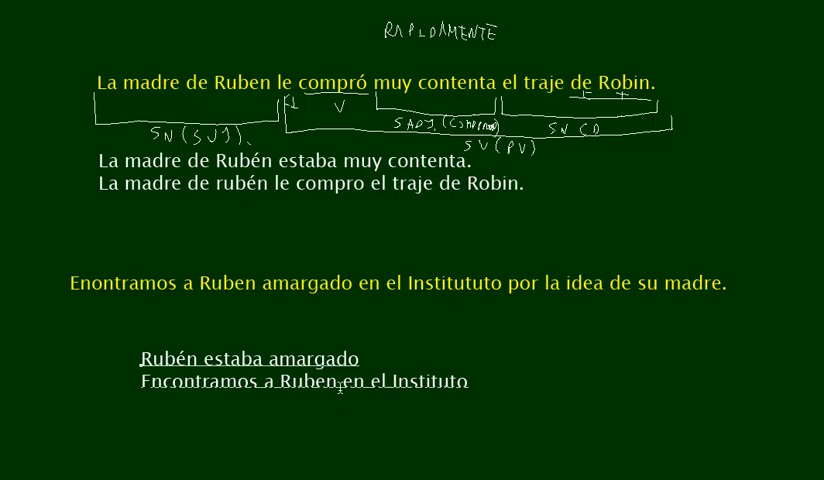 RAPIDAMENTE
La madre de Ruben le compró muy contenta el traje de Robin.
V
SADJ. (CompPred) SN CD
SN (SUJ). SV (PV)
La madre de Rubén estaba muy contenta.
La madre de rubén le compro el traje de Robin.
Enontramos a Ruben amargado en el Institututo por la idea de su madre.
Rubén estaba amargado
Encontramos a Ruben en el Instituto